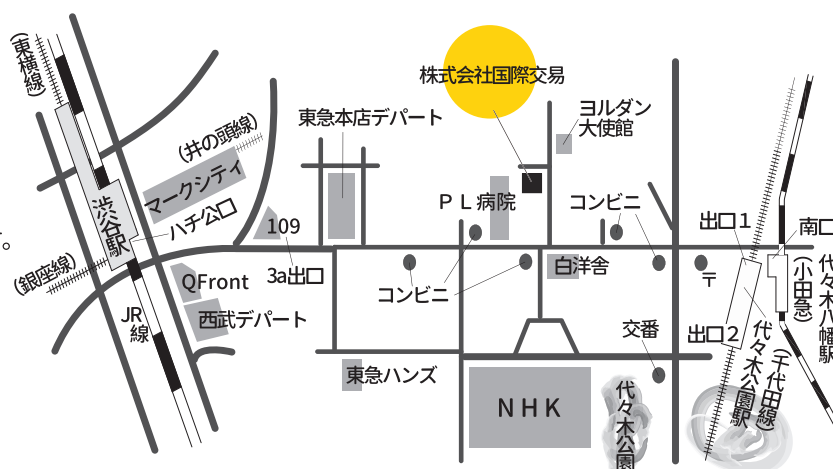 (東横線)
株式会社国際交易
ヨルダン
大使館
東急本店デパート
(井の頭線)
マークシティ
渋谷駅
ハチ公口
109
ＰＬ病院
コンビニ
出口1
南口
(銀座線)
QFront
3a出口
コンビニ
白洋舎
〒
(小田急)
代々木八幡駅
JR
線
西武デパート
交番
出口2
東急ハンズ
NHK
代々木公園
代々木公園駅
(千代田線)
。